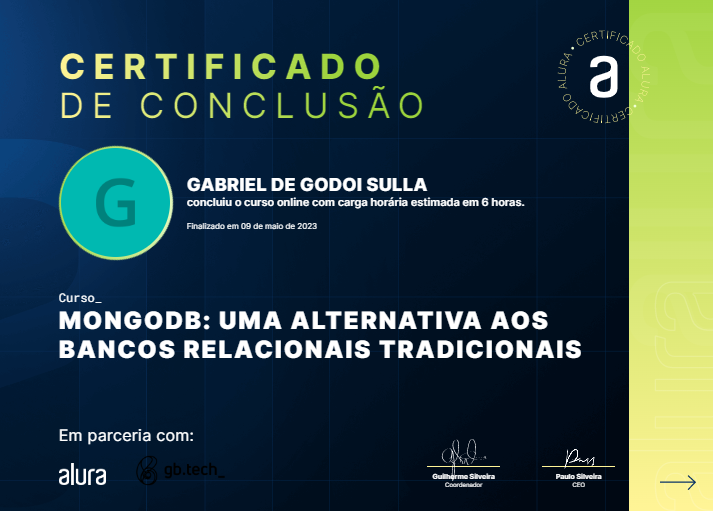 CERTIFICADO
DE CONCLUSÃO
CERTIFICADO ALURA • CERTIFICADO ALURA •
a
G
GABRIEL DE GODOI SULLA
concluiu o curso online com carga horária estimada em 6 horas.
Finalizado em 09 de maio de 2023
Curso_
MONGODB: UMA ALTERNATIVA AOS
BANCOS RELACIONAIS TRADICIONAIS
Em parceria com:
alura
gb.tech_
Guilherme Silveira
Coordenador
Paulo Silveira
CEO